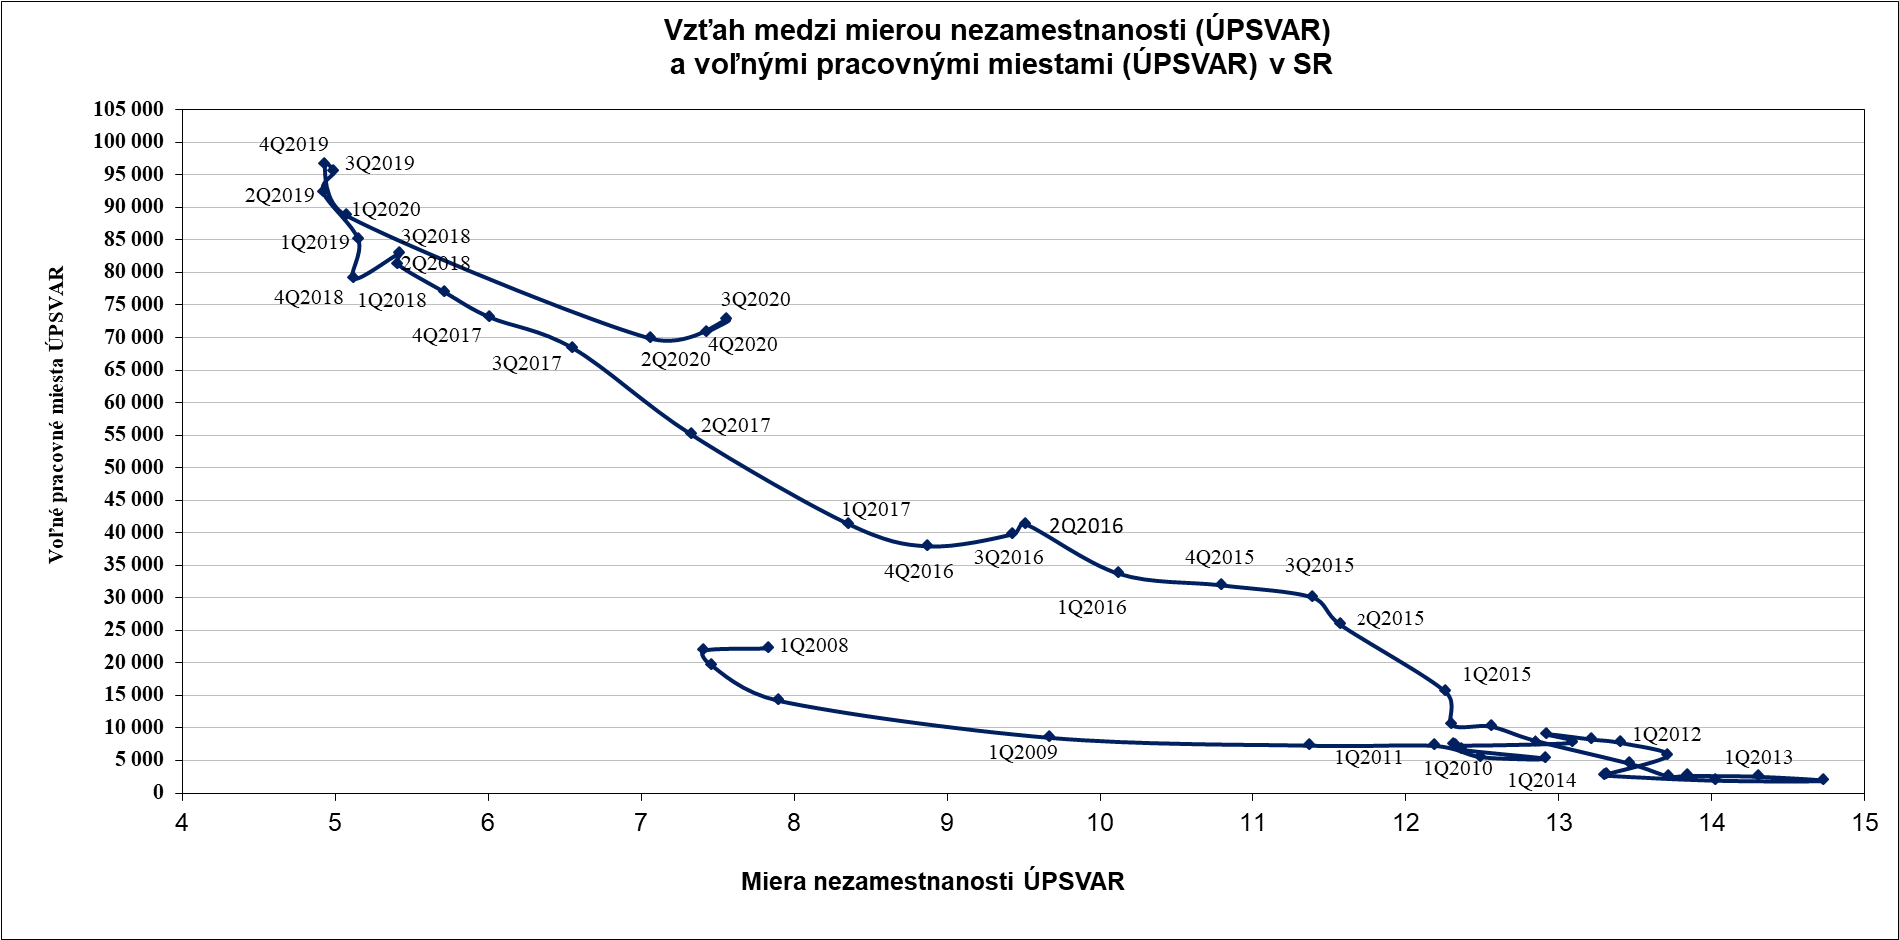 Vzťah medzi mierou nezamestnanosti (ÚPSVAR)
a voľnými pracovnými miestami (ÚPSVAR) v SR
Voľné pracovné miesta ÚPSVAR
105 000
100 000
95 000
90 000
85 000
80 000
75 000
70 000
65 000
60 000
55 000
50 000
45 000
40 000
35 000
30 000
25 000
20 000
15 000
10 000
5 000
0
4Q2019
3Q2019
2Q2019
1Q2020
3Q2018
1Q2019
2Q2018
4Q2018
1Q2018
3Q2020
4Q2017
4Q2020
2Q2020
3Q2017
2Q2017
1Q2017
2Q2016
3Q2016
4Q2015
3Q2015
4Q2016
1Q2016
2Q2015
1Q2008
1Q2015
1Q2012
1Q2009
1Q2011
1Q2013
1Q2010
1Q2014
4 5 6 7 8 9 10 11 12 13 14 15
Miera nezamestnanosti ÚPSVAR